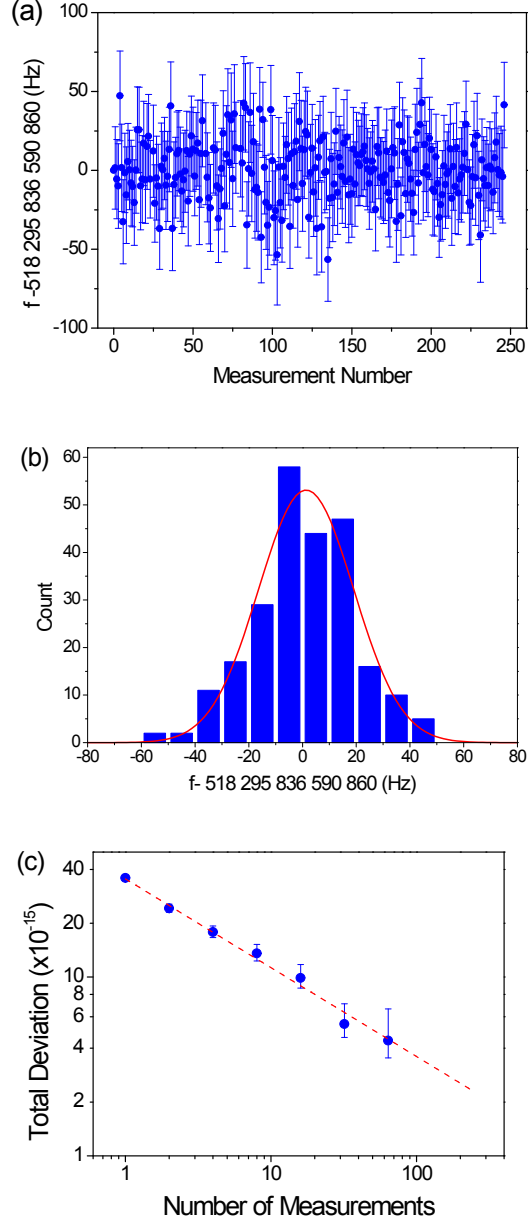 (a)
100
50
0
-50
-100
f -518 295 836 590 860 (Hz)
0 50 100 150 200 250
Measurement Number
(b)
60
50
40
30
20
10
0
Count
-80 -60 -40 -20 0 20 40 60 80
f- 518 295 836 590 860 (Hz)
(c)
40
20
10
8
6
4
2
1
Total Deviation (x10⁻¹⁵)
1 10 100
Number of Measurements